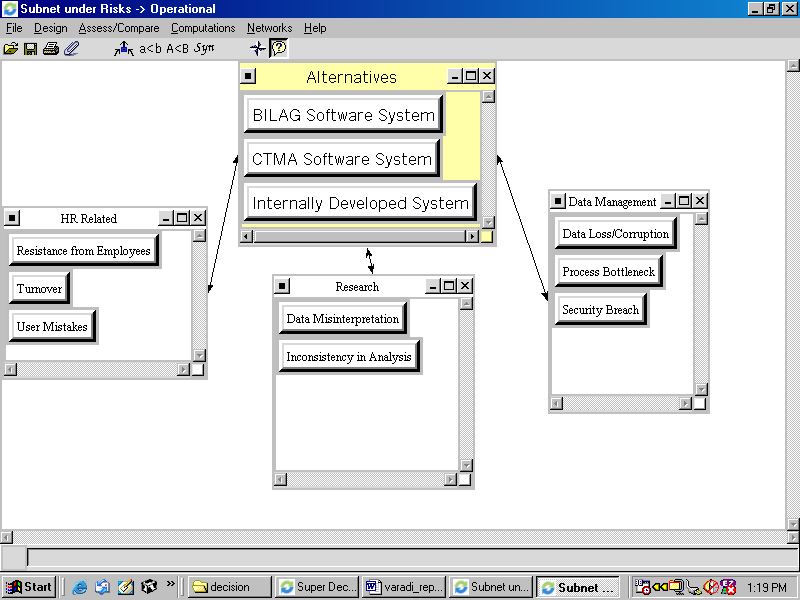 Subnet under Risks -> Operational
File Design Assess/Compare Computations Networks Help
a<b A<B Syn
Alternatives
BILAG Software System
CTMA Software System
Internally Developed System
HR Related
Resistance from Employees
Turnover
User Mistakes
Research
Data Misinterpretation
Inconsistency in Analysis
Data Management
Data Loss/Corruption
Process Bottleneck
Security Breach
Start decision Super Dec... varadi_rep... Subnet un... Subnet ... 1:19 PM